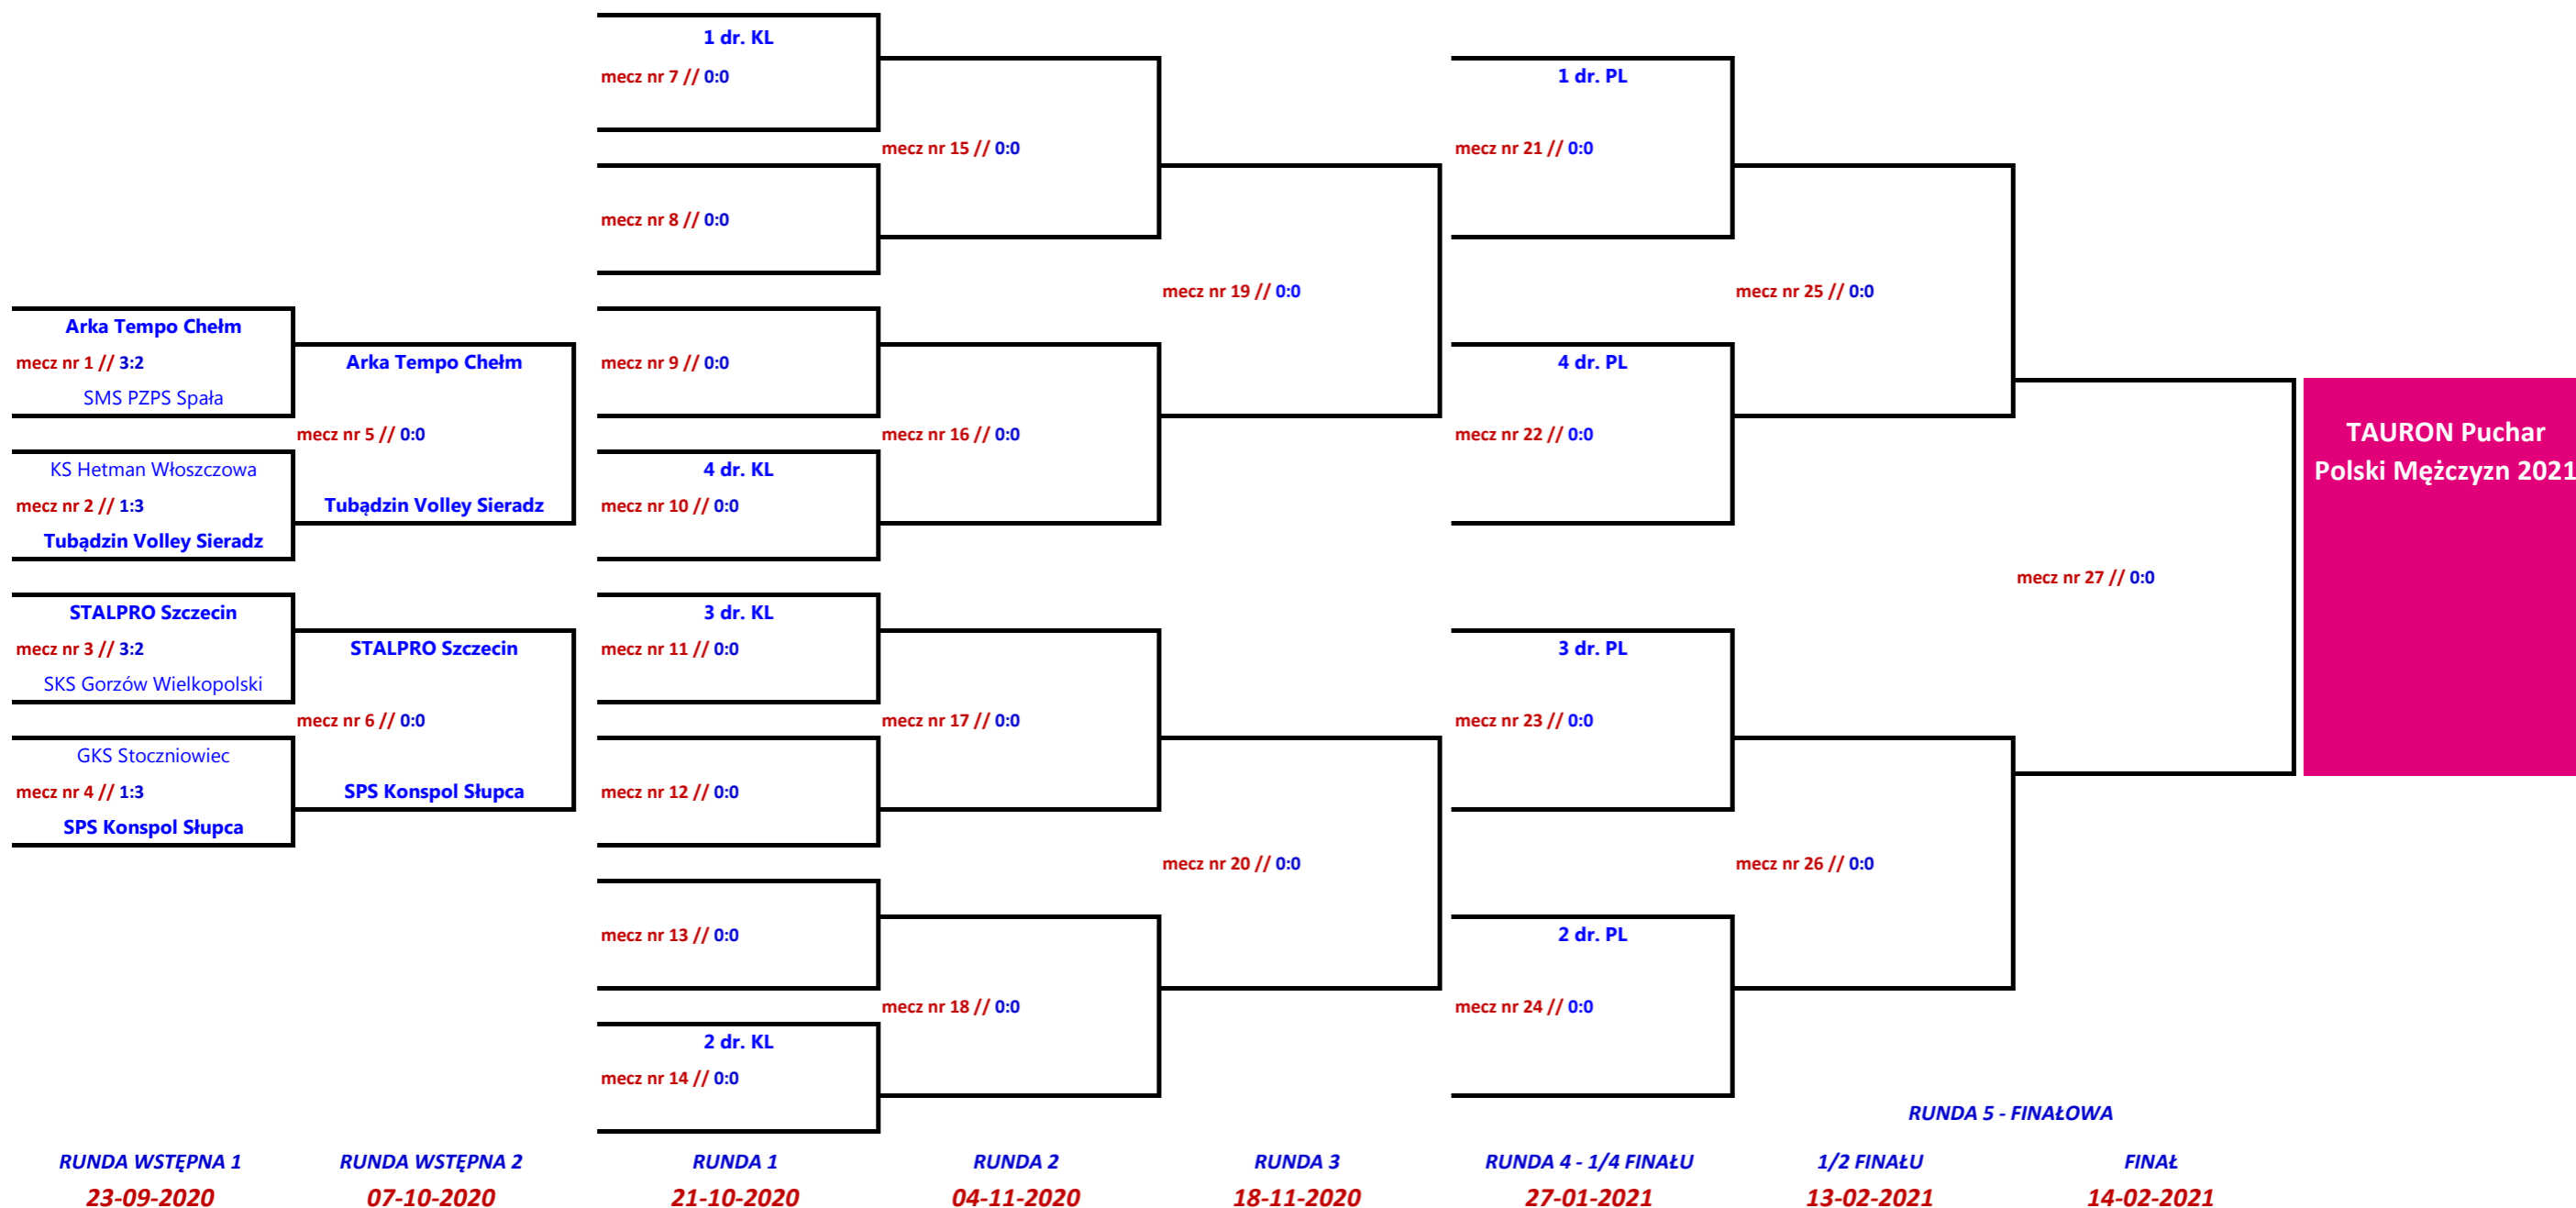 1 dr. KL
mecz nr 7 // 0:0
mecz nr 8 // 0:0
Arka Tempo Chełm
mecz nr 1 // 3:2
SMS PZPS Spała
KS Hetman Włoszczowa
mecz nr 2 // 1:3
Tubądzin Volley Sieradz
STALPRO Szczecin
mecz nr 3 // 3:2
SKS Gorzów Wielkopolski
GKS Stoczniowiec
mecz nr 4 // 1:3
SPS Konspol Słupca
Arka Tempo Chełm
mecz nr 5 // 0:0
Tubądzin Volley Sieradz
STALPRO Szczecin
mecz nr 6 // 0:0
SPS Konspol Słupca
mecz nr 9 // 0:0
4 dr. KL
mecz nr 10 // 0:0
3 dr. KL
mecz nr 11 // 0:0
mecz nr 12 // 0:0
mecz nr 13 // 0:0
2 dr. KL
mecz nr 14 // 0:0
mecz nr 15 // 0:0
mecz nr 16 // 0:0
mecz nr 17 // 0:0
mecz nr 18 // 0:0
mecz nr 19 // 0:0
mecz nr 20 // 0:0
1 dr. PL
mecz nr 21 // 0:0
4 dr. PL
mecz nr 22 // 0:0
3 dr. PL
mecz nr 23 // 0:0
2 dr. PL
mecz nr 24 // 0:0
mecz nr 25 // 0:0
mecz nr 26 // 0:0
mecz nr 27 // 0:0
TAURON Puchar
Polski Mężczyzn 2021
RUNDA 5 - FINAŁOWA
RUNDA WSTĘPNA 1
RUNDA WSTĘPNA 2
RUNDA 1
RUNDA 2
RUNDA 3
RUNDA 4 - 1/4 FINAŁU
1/2 FINAŁU
FINAŁ
23-09-2020
07-10-2020
21-10-2020
04-11-2020
18-11-2020
27-01-2021
13-02-2021
14-02-2021